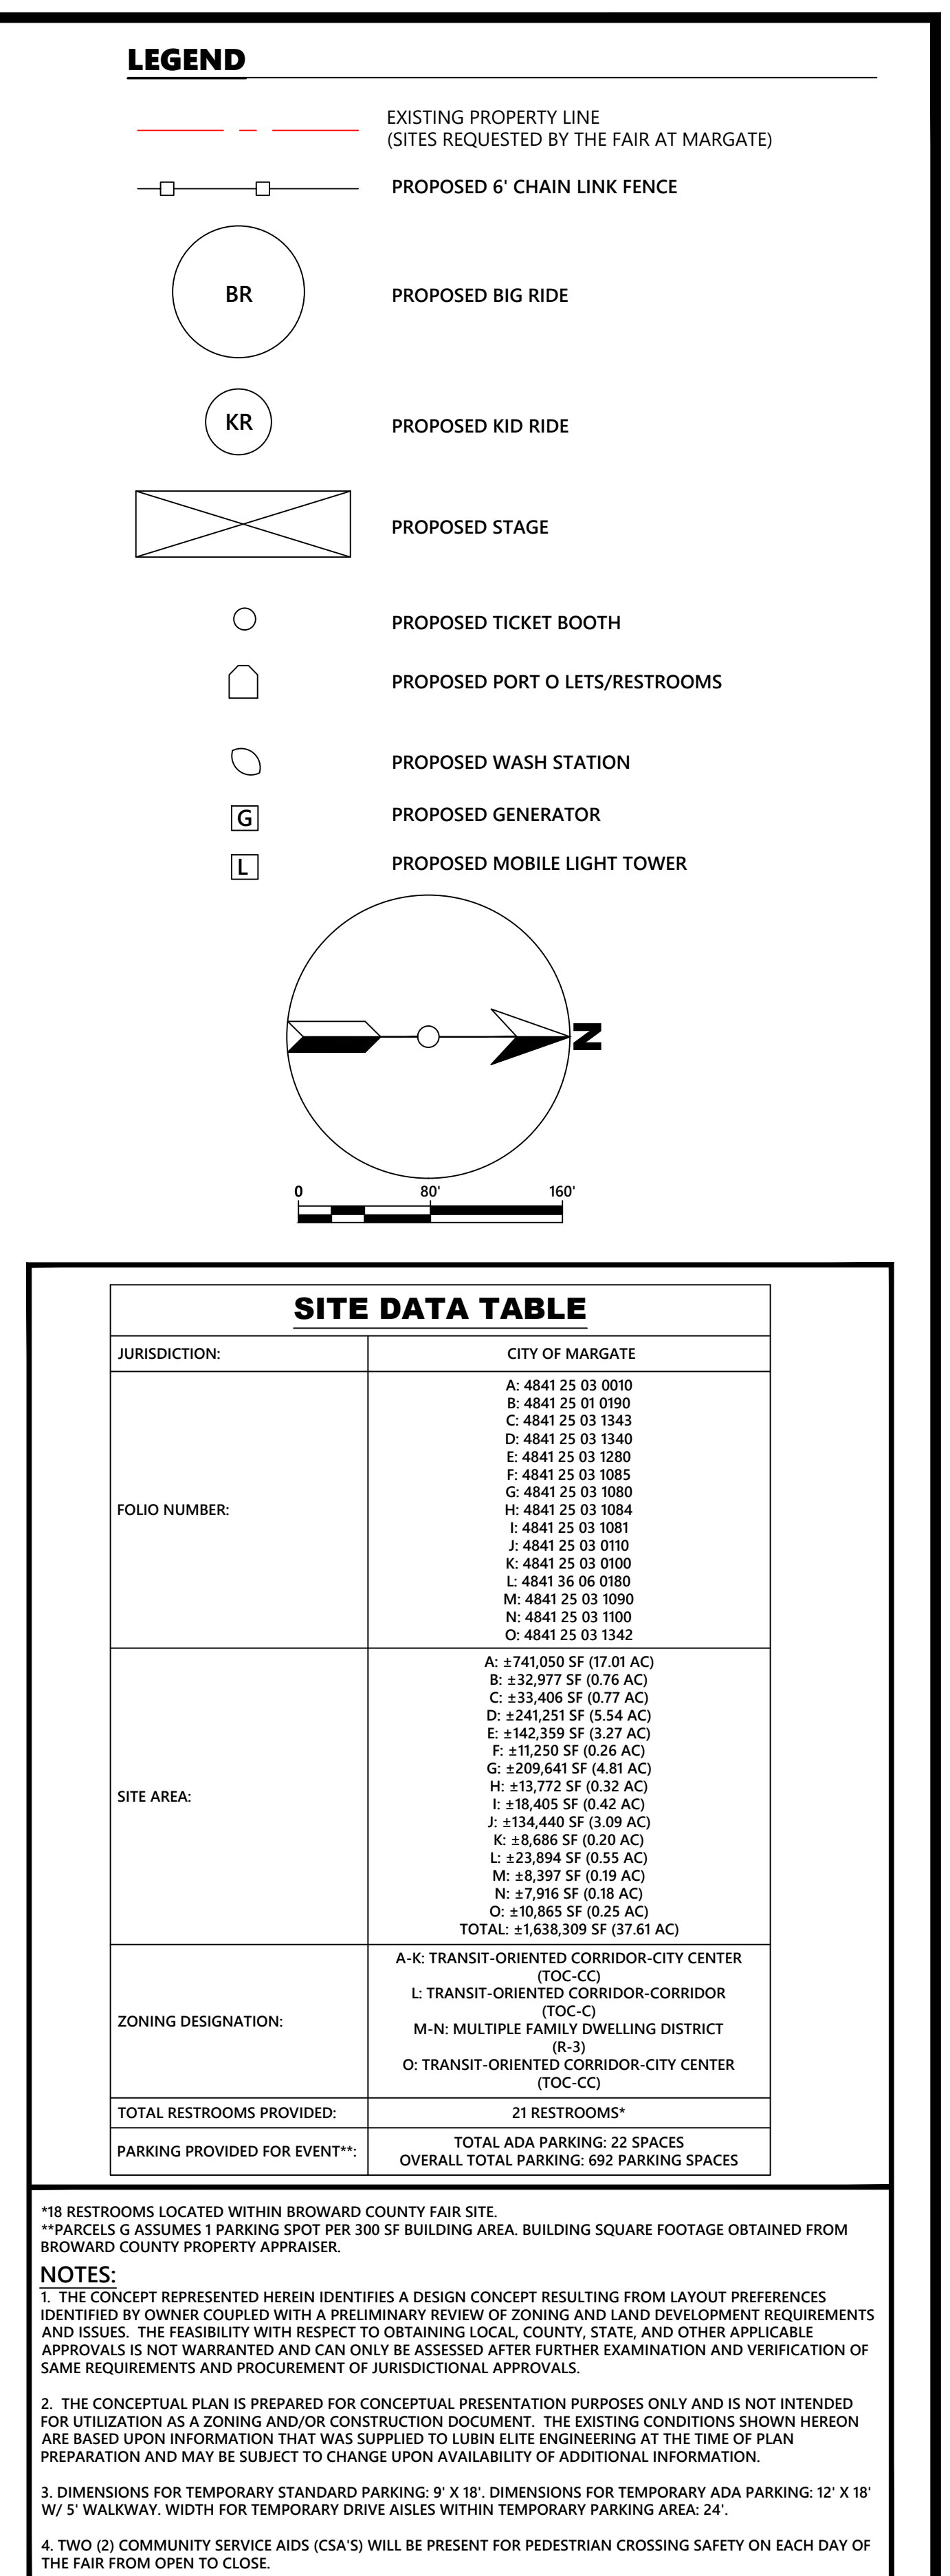 LEGEND
EXISTING PROPERTY LINE
(SITES REQUESTED BY THE FAIR AT MARGATE)
PROPOSED 6' CHAIN LINK FENCE
BR
PROPOSED BIG RIDE
KR
PROPOSED KID RIDE
PROPOSED STAGE
PROPOSED TICKET BOOTH
PROPOSED PORT O LETS/RESTROOMS
PROPOSED WASH STATION
G
PROPOSED GENERATOR
L
PROPOSED MOBILE LIGHT TOWER
N
0 80' 160'
SITE DATA TABLE
JURISDICTION:
CITY OF MARGATE
FOLIO NUMBER:
A: 4841 25 03 0010
B: 4841 25 01 0190
C: 4841 25 03 1343
D: 4841 25 03 1340
E: 4841 25 03 1280
F: 4841 25 03 1085
G: 4841 25 03 1080
H: 4841 25 03 1084
I: 4841 25 03 1081
J: 4841 25 03 0110
K: 4841 25 03 0100
L: 4841 36 06 0180
M: 4841 25 03 1090
N: 4841 25 03 1100
O: 4841 25 03 1342
SITE AREA:
A: ±741,050 SF (17.01 AC)
B: ±32,977 SF (0.76 AC)
C: ±33,406 SF (0.77 AC)
D: ±241,251 SF (5.54 AC)
E: ±142,359 SF (3.27 AC)
F: ±11,250 SF (0.26 AC)
G: ±209,641 SF (4.81 AC)
H: ±13,772 SF (0.32 AC)
I: ±18,405 SF (0.42 AC)
J: ±134,440 SF (3.09 AC)
K: ±8,686 SF (0.20 AC)
L: ±23,894 SF (0.55 AC)
M: ±8,397 SF (0.19 AC)
N: ±7,916 SF (0.18 AC)
O: ±10,865 SF (0.25 AC)
TOTAL: ±1,638,309 SF (37.61 AC)
ZONING DESIGNATION:
A-K: TRANSIT-ORIENTED CORRIDOR-CITY CENTER
(TOC-CC)
L: TRANSIT-ORIENTED CORRIDOR-CORRIDOR
(TOC-C)
M-N: MULTIPLE FAMILY DWELLING DISTRICT
(R-3)
O: TRANSIT-ORIENTED CORRIDOR-CITY CENTER
(TOC-CC)
TOTAL RESTROOMS PROVIDED:
21 RESTROOMS*
PARKING PROVIDED FOR EVENT**:
TOTAL ADA PARKING: 22 SPACES
OVERALL TOTAL PARKING: 692 PARKING SPACES
*18 RESTROOMS LOCATED WITHIN BROWARD COUNTY FAIR SITE.
**PARCELS G ASSUMES 1 PARKING SPOT PER 300 SF BUILDING AREA. BUILDING SQUARE FOOTAGE OBTAINED FROM
BROWARD COUNTY PROPERTY APPRAISER.
NOTES:
1. THE CONCEPT REPRESENTED HEREIN IDENTIFIES A DESIGN CONCEPT RESULTING FROM LAYOUT PREFERENCES
IDENTIFIED BY OWNER COUPLED WITH A PRELIMINARY REVIEW OF ZONING AND LAND DEVELOPMENT REQUIREMENTS
AND ISSUES. THE FEASIBILITY WITH RESPECT TO OBTAINING LOCAL, COUNTY, STATE, AND OTHER APPLICABLE
APPROVALS IS NOT WARRANTED AND CAN ONLY BE ASSESSED AFTER FURTHER EXAMINATION AND VERIFICATION OF
SAME REQUIREMENTS AND PROCUREMENT OF JURISDICTIONAL APPROVALS.
2. THE CONCEPTUAL PLAN IS PREPARED FOR CONCEPTUAL PRESENTATION PURPOSES ONLY AND IS NOT INTENDED
FOR UTILIZATION AS A ZONING AND/OR CONSTRUCTION DOCUMENT. THE EXISTING CONDITIONS SHOWN HEREON
ARE BASED UPON INFORMATION THAT WAS SUPPLIED TO LUBIN ELITE ENGINEERING AT THE TIME OF PLAN
PREPARATION AND MAY BE SUBJECT TO CHANGE UPON AVAILABILITY OF ADDITIONAL INFORMATION.
3. DIMENSIONS FOR TEMPORARY STANDARD PARKING: 9' X 18'. DIMENSIONS FOR TEMPORARY ADA PARKING: 12' X 18'
W/ 5' WALKWAY. WIDTH FOR TEMPORARY DRIVE AISLES WITHIN TEMPORARY PARKING AREA: 24'.
4. TWO (2) COMMUNITY SERVICE AIDS (CSA'S) WILL BE PRESENT FOR PEDESTRIAN CROSSING SAFETY ON EACH DAY OF
THE FAIR FROM OPEN TO CLOSE.